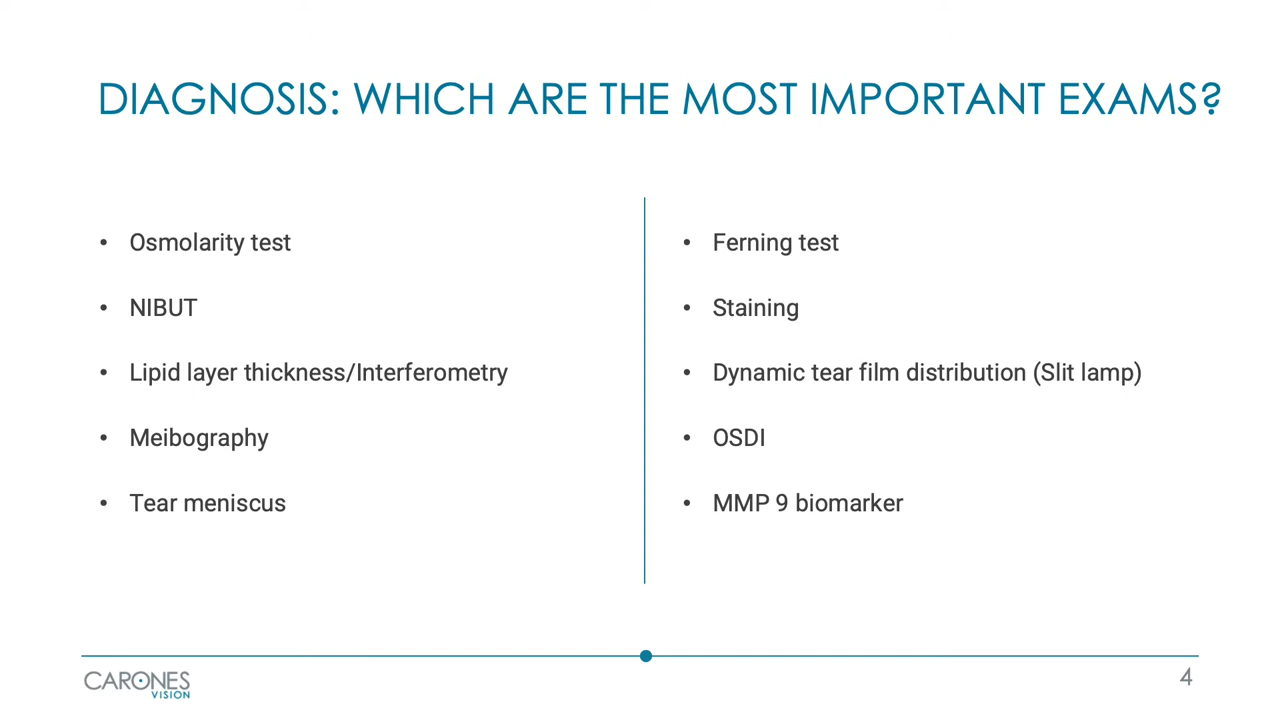 DIAGNOSIS: WHICH ARE THE MOST IMPORTANT EXAMS?
• Osmolarity test
• NIBUT
• Lipid layer thickness/Interferometry
• Meibography
• Tear meniscus
• Ferning test
• Staining
• Dynamic tear film distribution (Slit lamp)
• OSDI
• MMP 9 biomarker
CARONES
VISION
4